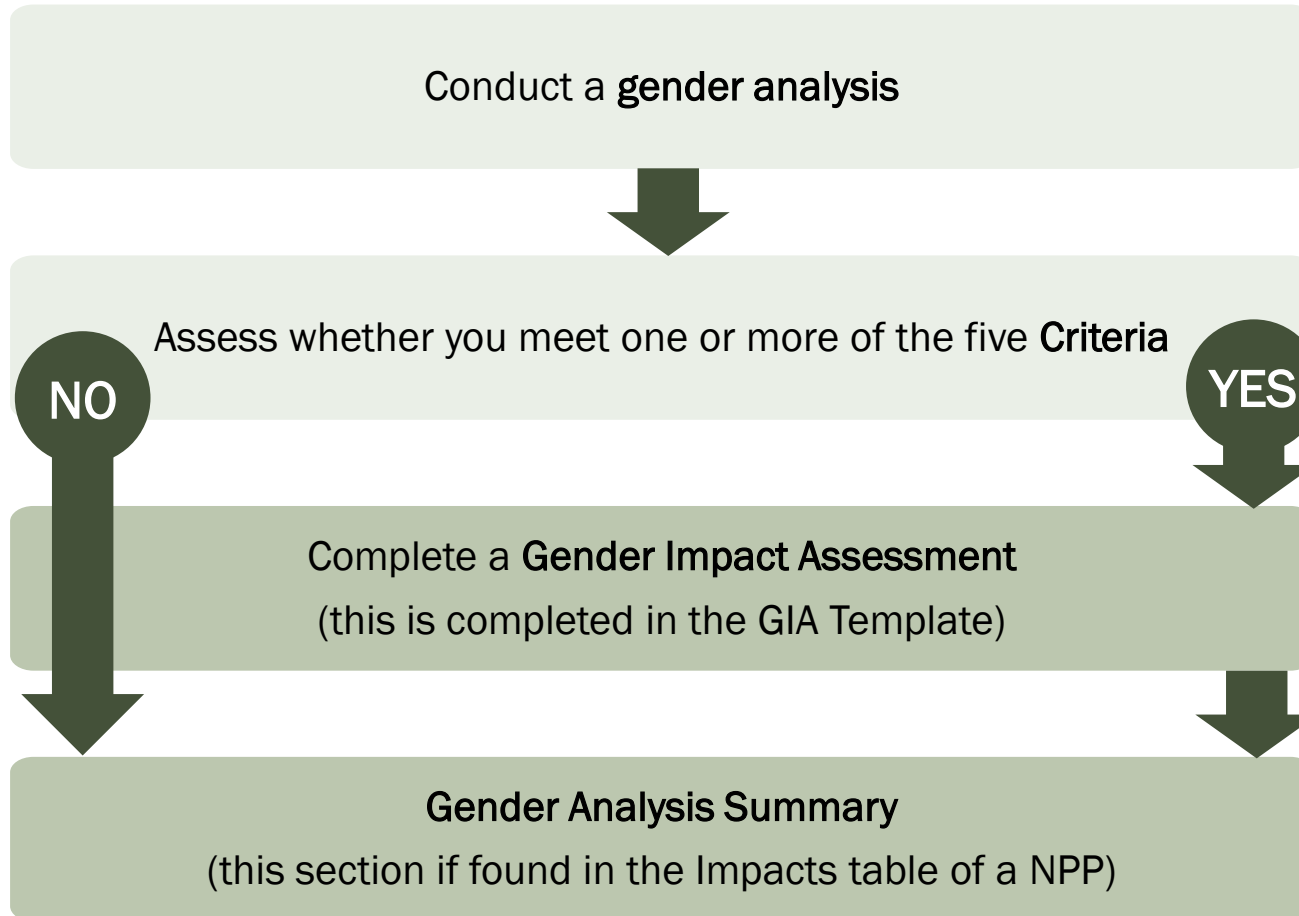 Conduct a gender analysis
Assess whether you meet one or more of the five Criteria
NO
YES
Complete a Gender Impact Assessment
(this is completed in the GIA Template)
Gender Analysis Summary
(this section if found in the Impacts table of a NPP)